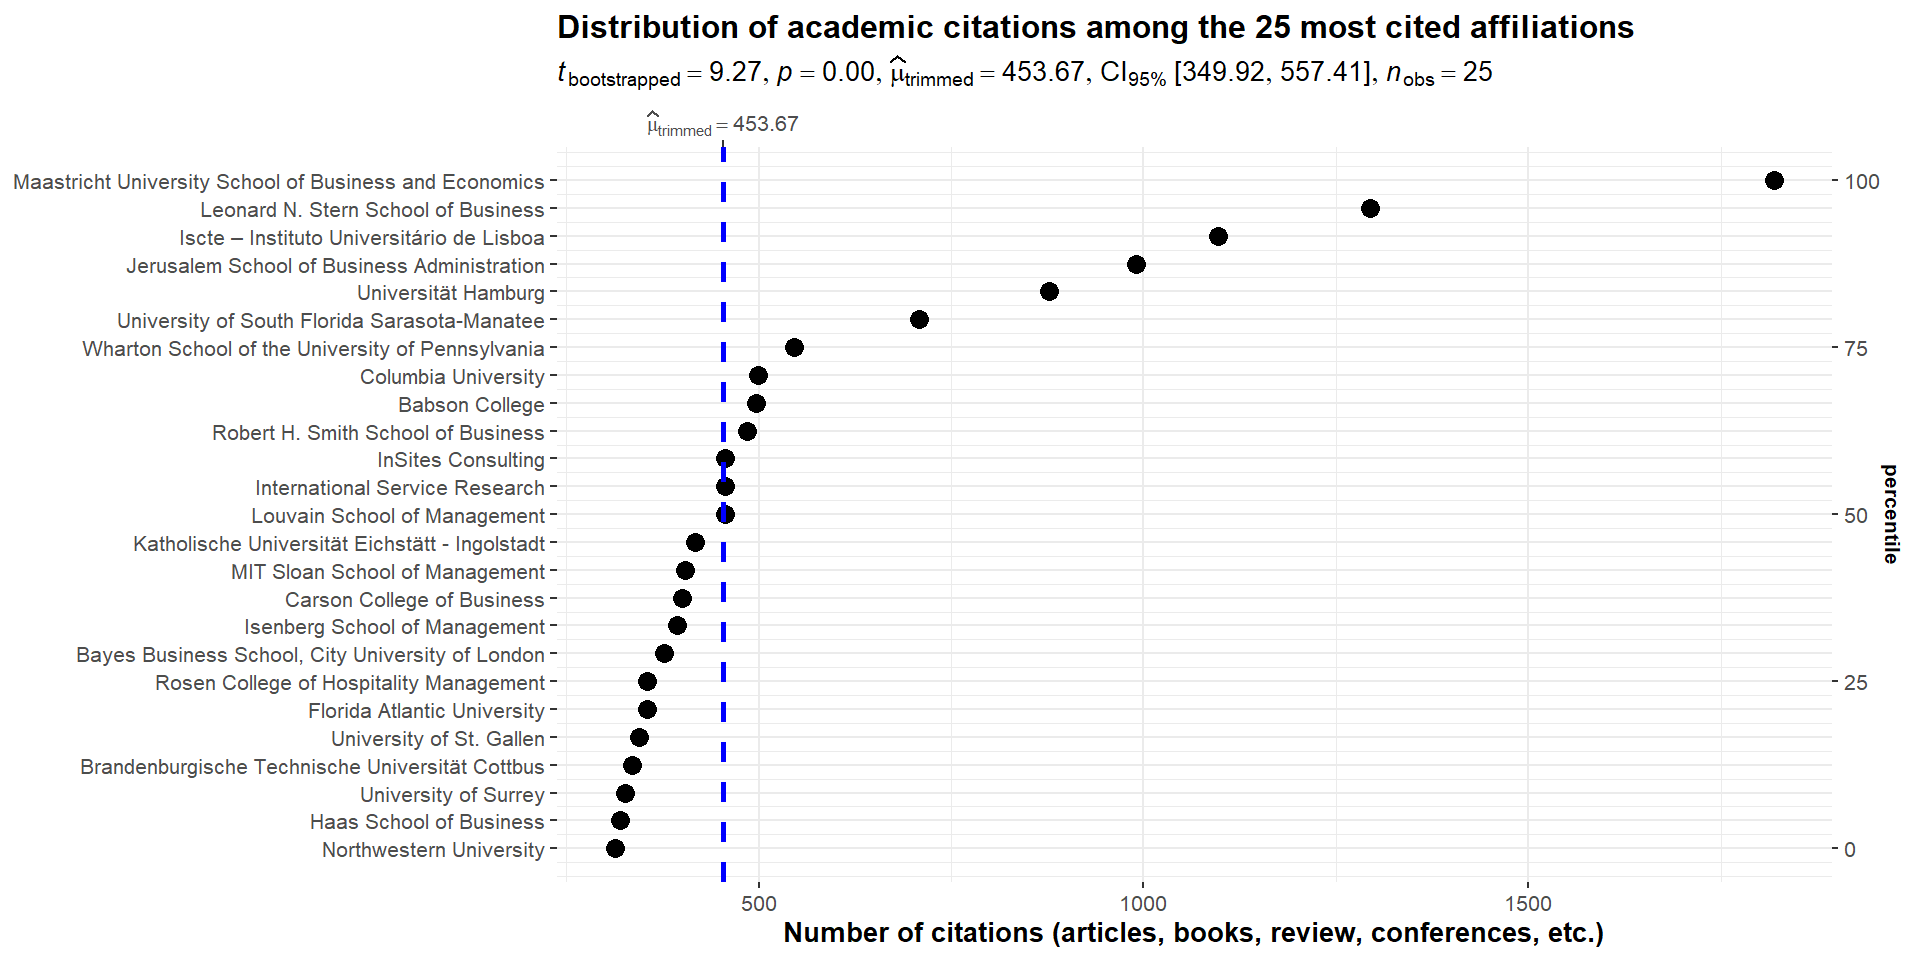 Distribution of academic citations among the 25 most cited affiliations
t bootstrapped = 9.27, p = 0.00, μ̂ trimmed = 453.67, CI 95% [349.92, 557.41], n obs = 25
μ̂ trimmed = 453.67
Maastricht University School of Business and Economics
Leonard N. Stern School of Business
Iscte – Instituto Universitário de Lisboa
Jerusalem School of Business Administration
Universität Hamburg
University of South Florida Sarasota-Manatee
Wharton School of the University of Pennsylvania
Columbia University
Babson College
Robert H. Smith School of Business
InSites Consulting
International Service Research
Louvain School of Management
Katholische Universität Eichstätt - Ingolstadt
MIT Sloan School of Management
Carson College of Business
Isenberg School of Management
Bayes Business School, City University of London
Rosen College of Hospitality Management
Florida Atlantic University
University of St. Gallen
Brandenburgische Technische Universität Cottbus
University of Surrey
Haas School of Business
Northwestern University
100
75
50
25
0
percentile
500 1000 1500
Number of citations (articles, books, review, conferences, etc.)